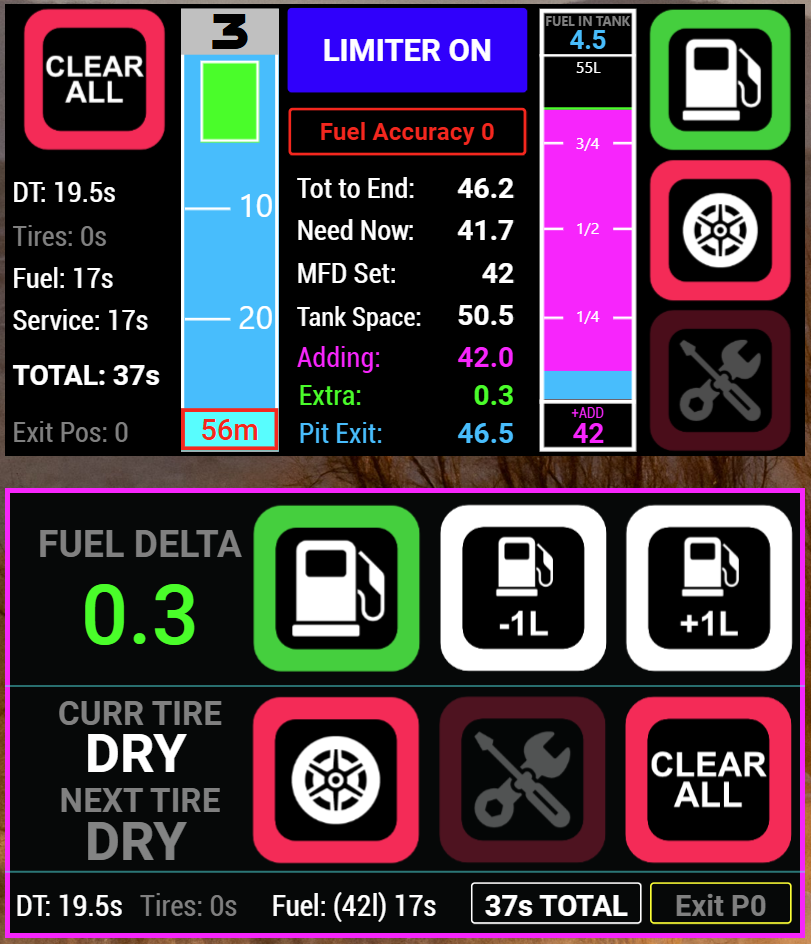 CLEAR
ALL
DT: 19.5s
Tires: 0s
Fuel: 17s
Service: 17s
TOTAL: 37s
Exit Pos: 0
3
10
20
56m
LIMITER ON
Fuel Accuracy 0
Tot to End: 46.2
Need Now: 41.7
MFD Set: 42
Tank Space: 50.5
Adding: 42.0
Extra: 0.3
Pit Exit: 46.5
FUEL IN TANK
4.5
55L
3/4
1/2
1/4
+ADD
42
FUEL DELTA
0.3
-1L
+1L
CURR TIRE
DRY
NEXT TIRE
DRY
CLEAR
ALL
DT: 19.5s Tires: 0s Fuel: (42l) 17s 37s TOTAL Exit P0